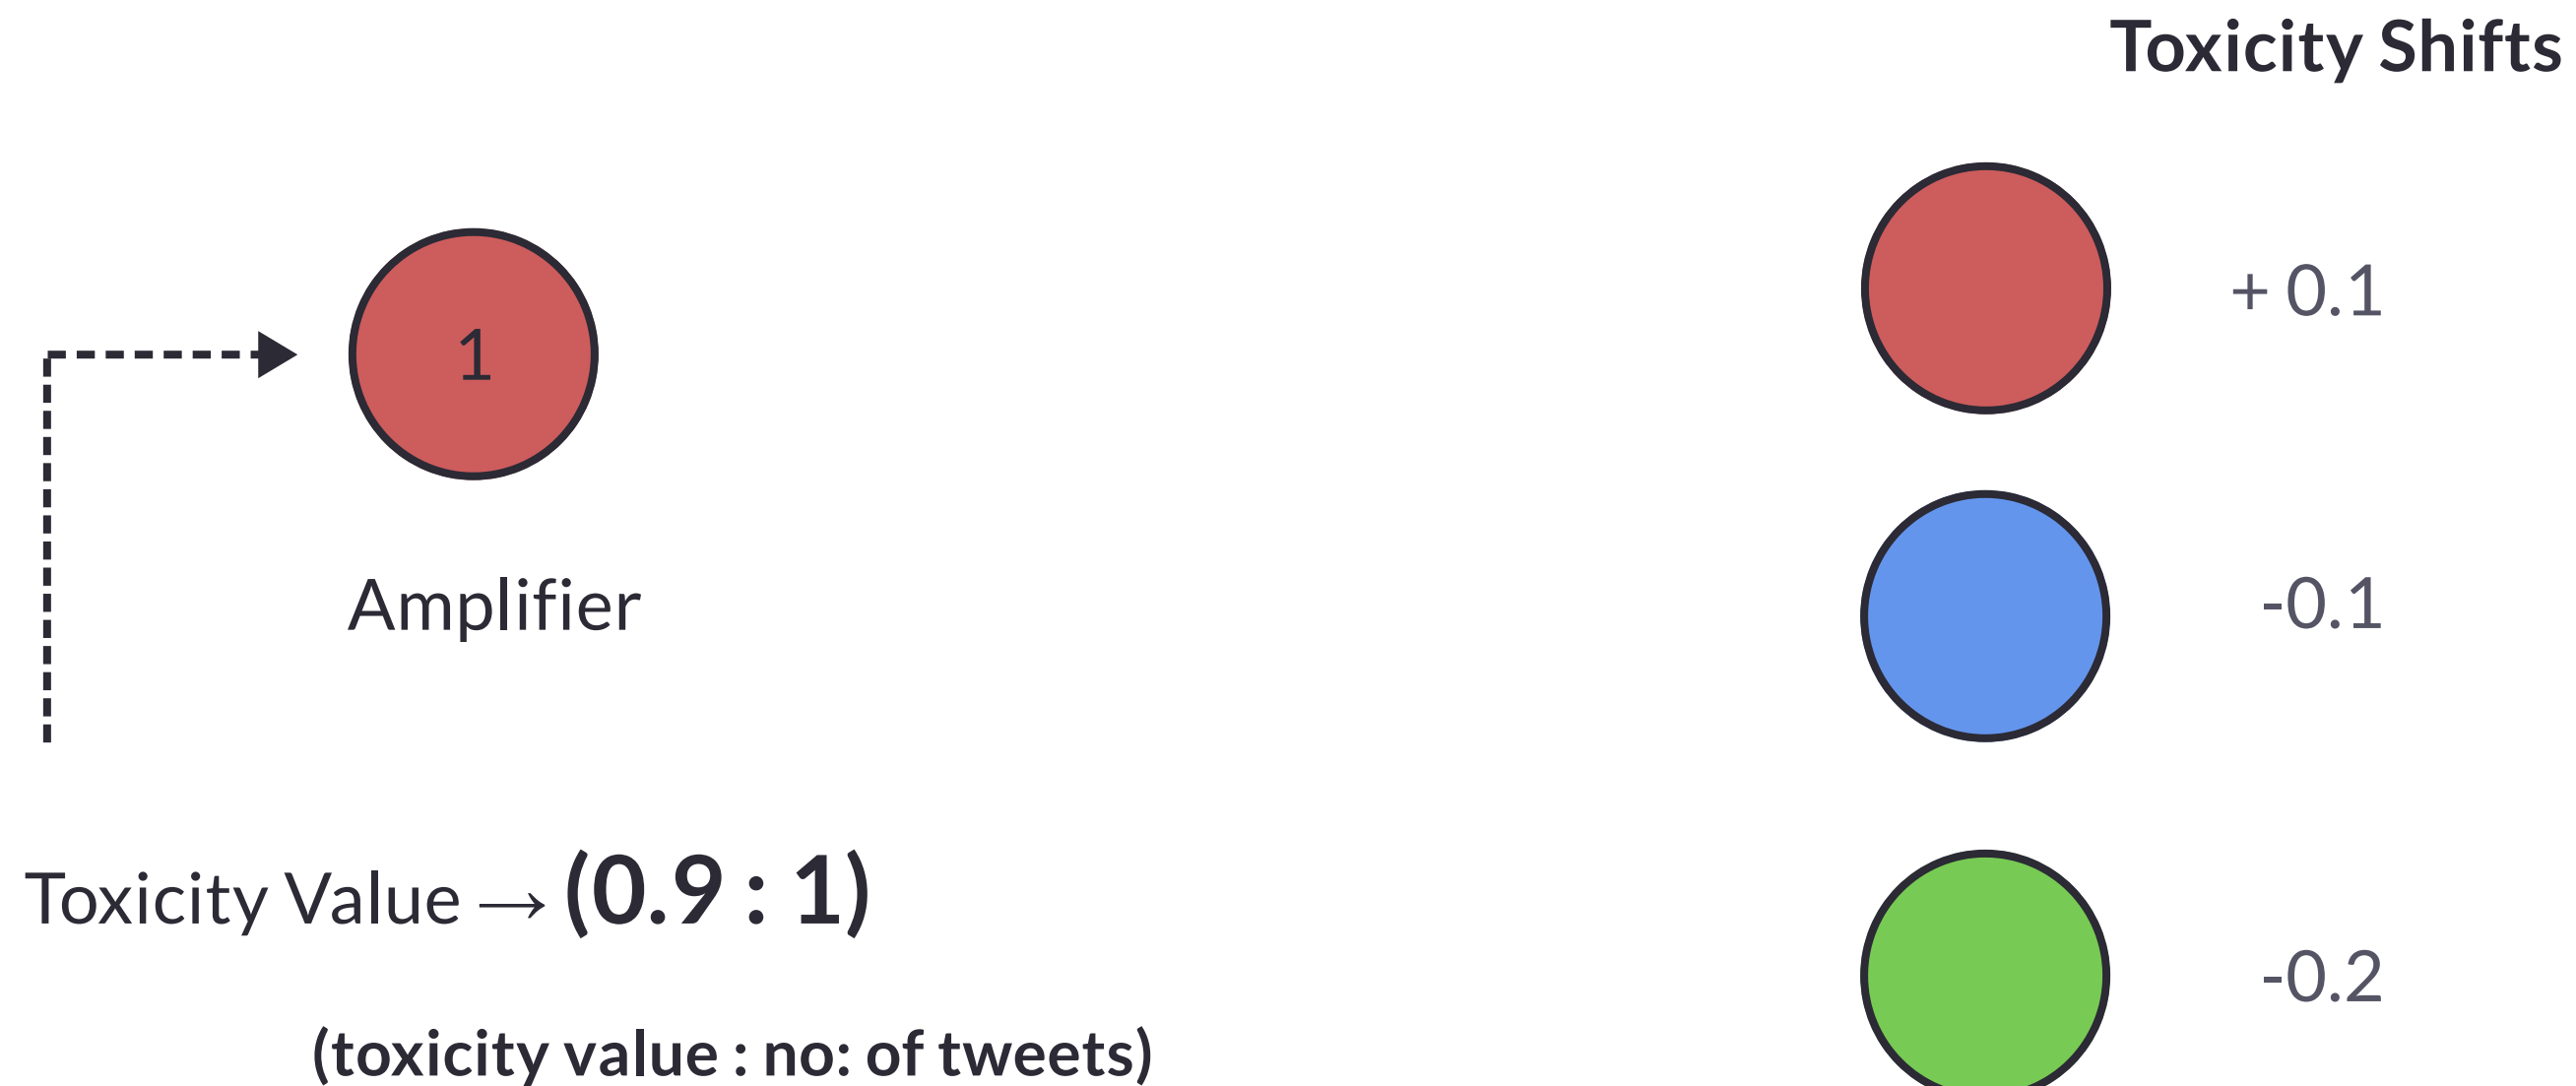 Toxicity Shifts
1
+ 0.1
Amplifier
-0.1
Toxicity Value → (0.9 : 1)
-0.2
(toxicity value : no: of tweets)